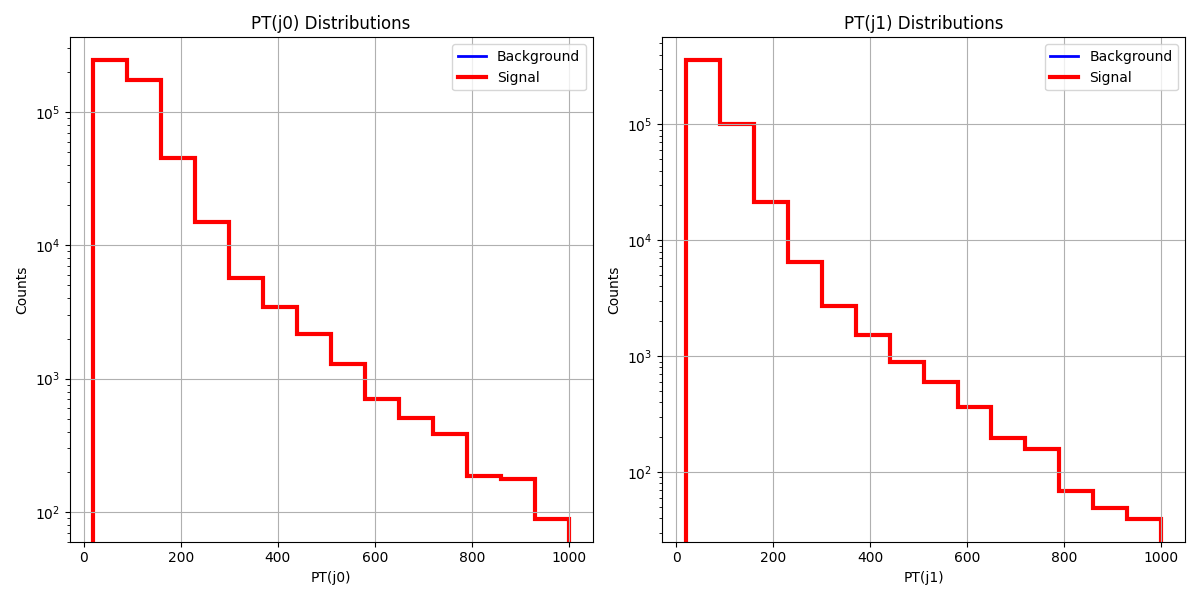 PT(j0) Distributions
Background
Signal
10^5
10^4
10^3
10^2
Counts
0 200 400 600 800 1000
PT(j0)
PT(j1) Distributions
Background
Signal
10^5
10^4
10^3
10^2
Counts
0 200 400 600 800 1000
PT(j1)